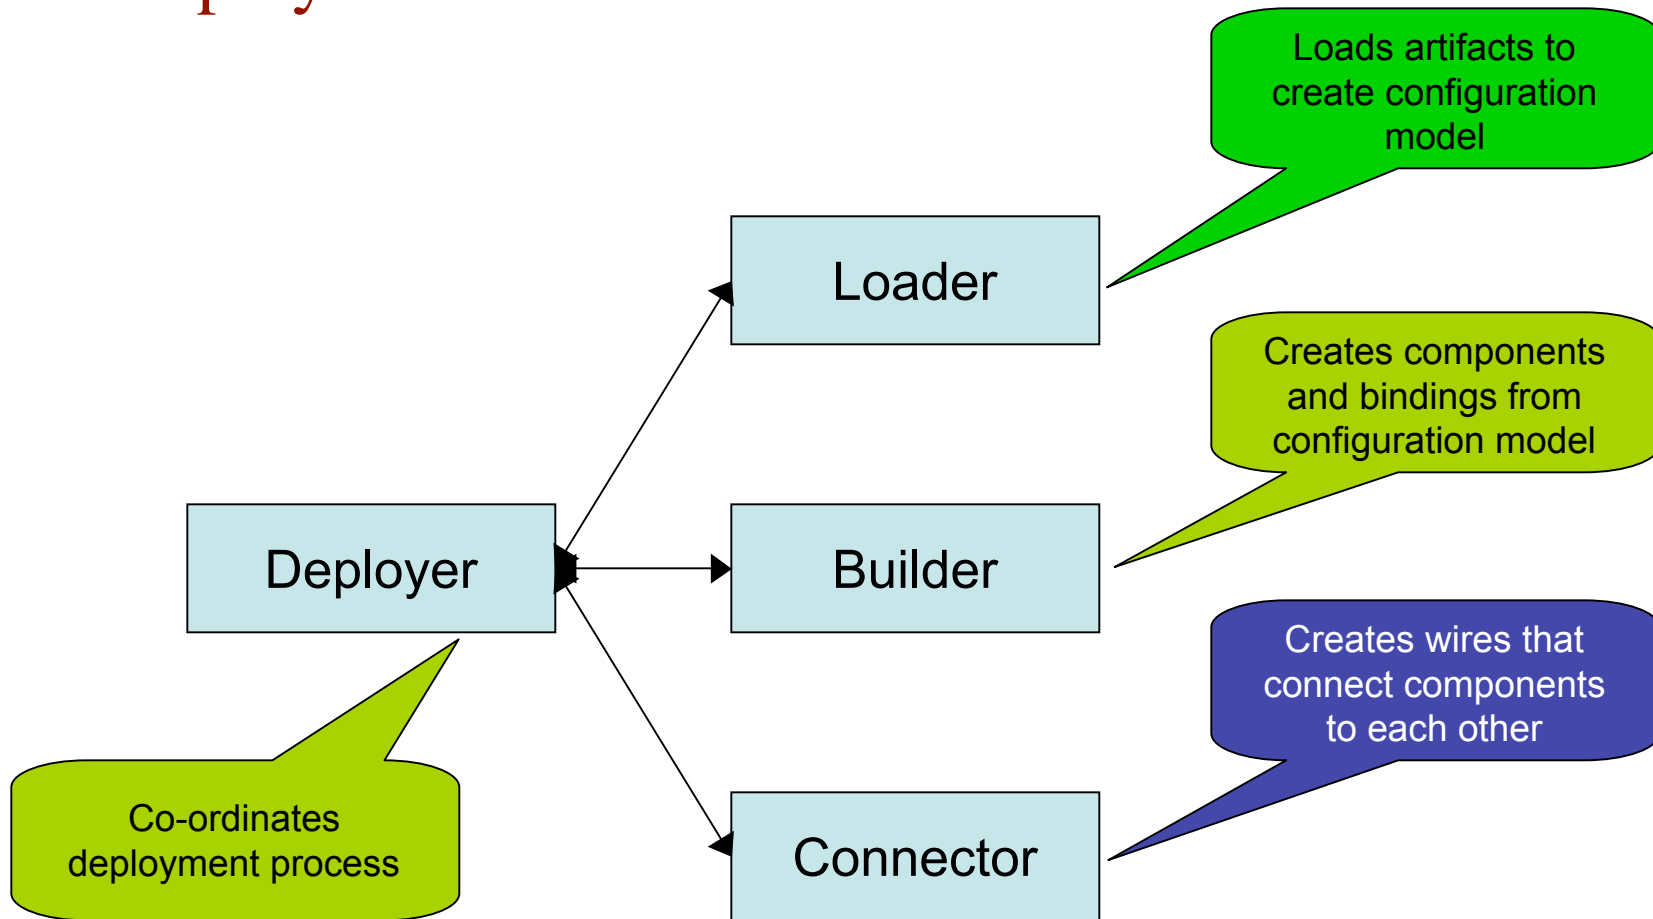 Loads artifacts to
create configuration
model
Loader
Creates components
and bindings from
configuration model
Deployer
Builder
Creates wires that
connect components
to each other
Co-ordinates
deployment process
Connector